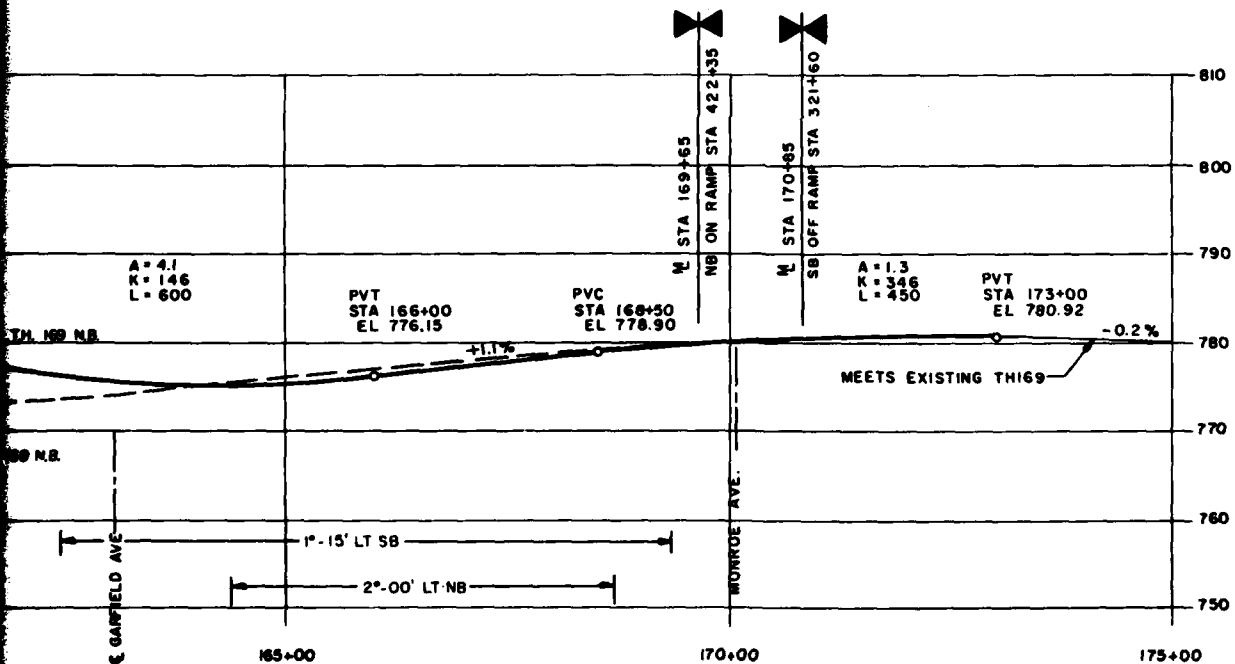 810
800
790
780
770
760
750
℄ STA 169+65
NB ON RAMP STA 422+35
℄ STA 170+85
SB OFF RAMP STA 321+60
A = 4.1
K = 146
L = 600
PVT
STA 166+00
EL 776.15
PVC
STA 168+50
EL 778.90
A = 1.3
K = 346
L = 450
PVT
STA 173+00
EL 780.92
T.H. 169 N.B.
+1.1%
-0.2%
MEETS EXISTING TH169
N.B.
1°-15' LT SB
2°-00' LT NB
℄ GARFIELD AVE
MONROE AVE.
165+00
170+00
175+00